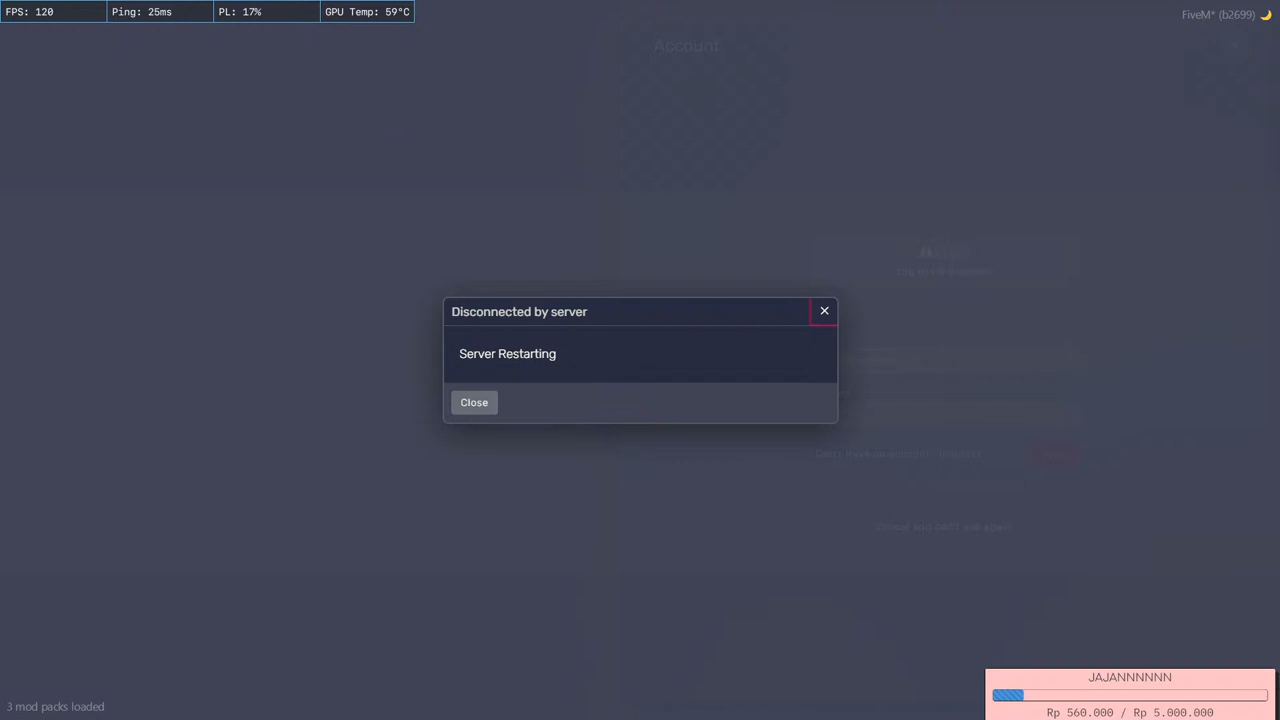 FPS: 120 Ping: 25ms PL: 17% GPU Temp: 59°C
FiveM* (b2699)
Account
Disconnected by server
Server Restarting
Close
JAJANNNNNN
Rp 560.000 / Rp 5.000.000
3 mod packs loaded